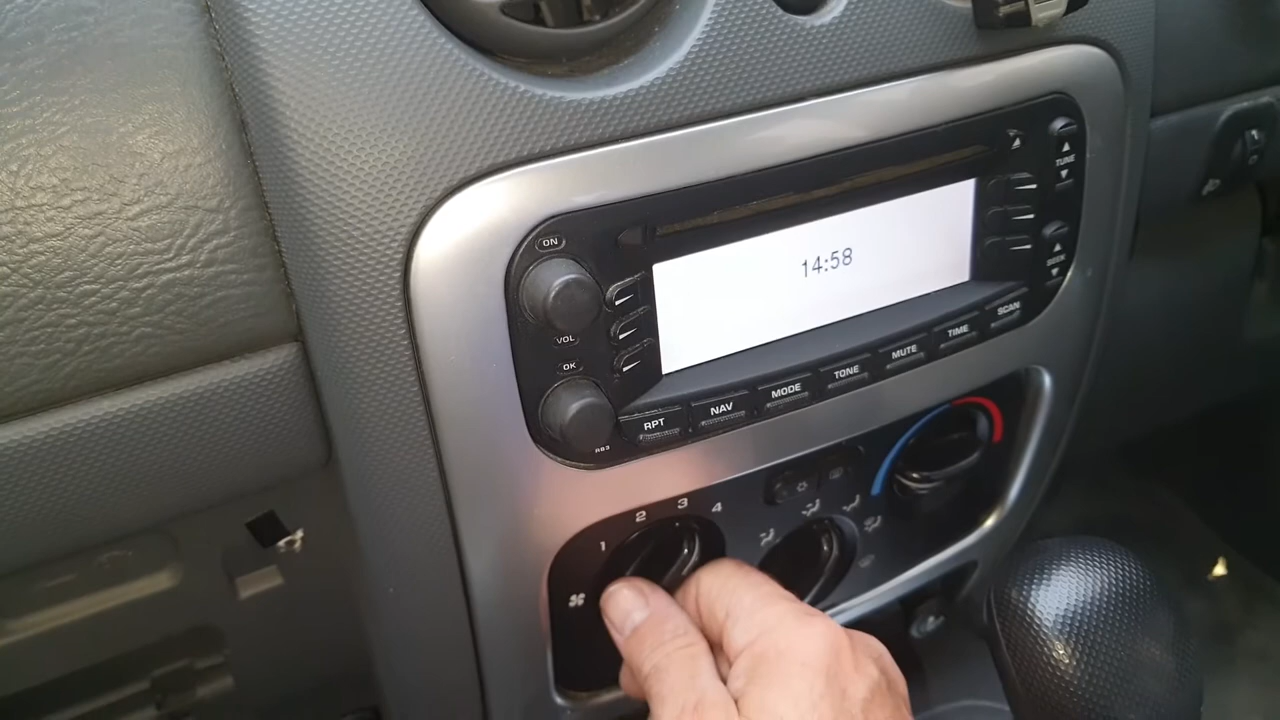 ON
VOL
OK
14:58
TUNE
SEEK
RPT
NAV
MODE
TONE
MUTE
TIME
SCAN
RB3
1
2
3
4